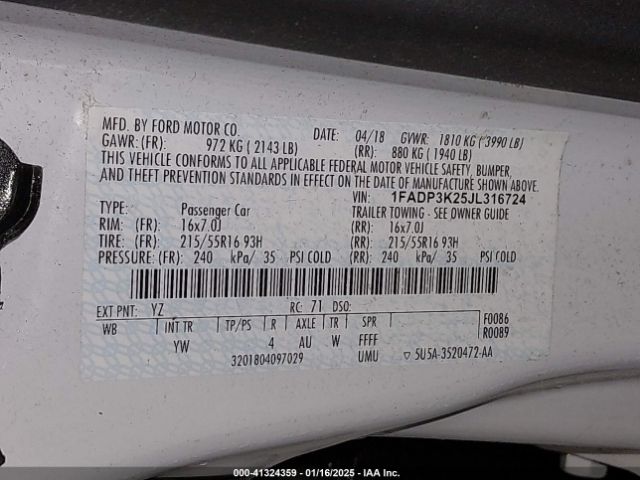 MFD. BY FORD MOTOR CO. DATE: 04/18 GVWR: 1810 KG (3990 LB)
GAWR:(FR): 972 KG ( 2143 LB) (RR): 880 KG ( 1940 LB)
THIS VEHICLE CONFORMS TO ALL APPLICABLE FEDERAL MOTOR VEHICLE SAFETY, BUMPER,
AND THEFT PREVENTION STANDARDS IN EFFECT ON THE DATE OF MANUFACTURE SHOWN ABOVE.
VIN: 1FADP3K25JL316724
TYPE: Passenger Car TRAILER TOWING - SEE OWNER GUIDE
RIM: (FR): 16x7.0J (RR): 16x7.0J
TIRE: (FR): 215/55R16 93H (RR): 215/55R16 93H
PRESSURE:(FR): 240 kPa/ 35 PSI COLD (RR): 240 kPa/ 35 PSI COLD
EXT PNT: YZ RC: 71 DSO: F0086
WB INT TR TP/PS R AXLE TR SPR R0089
YW 4 AU W FFFF
3201804097029 UMU ▽ 5U5A-3520472-AA
000-41324359 | 01/16/2025 | IAA Inc.